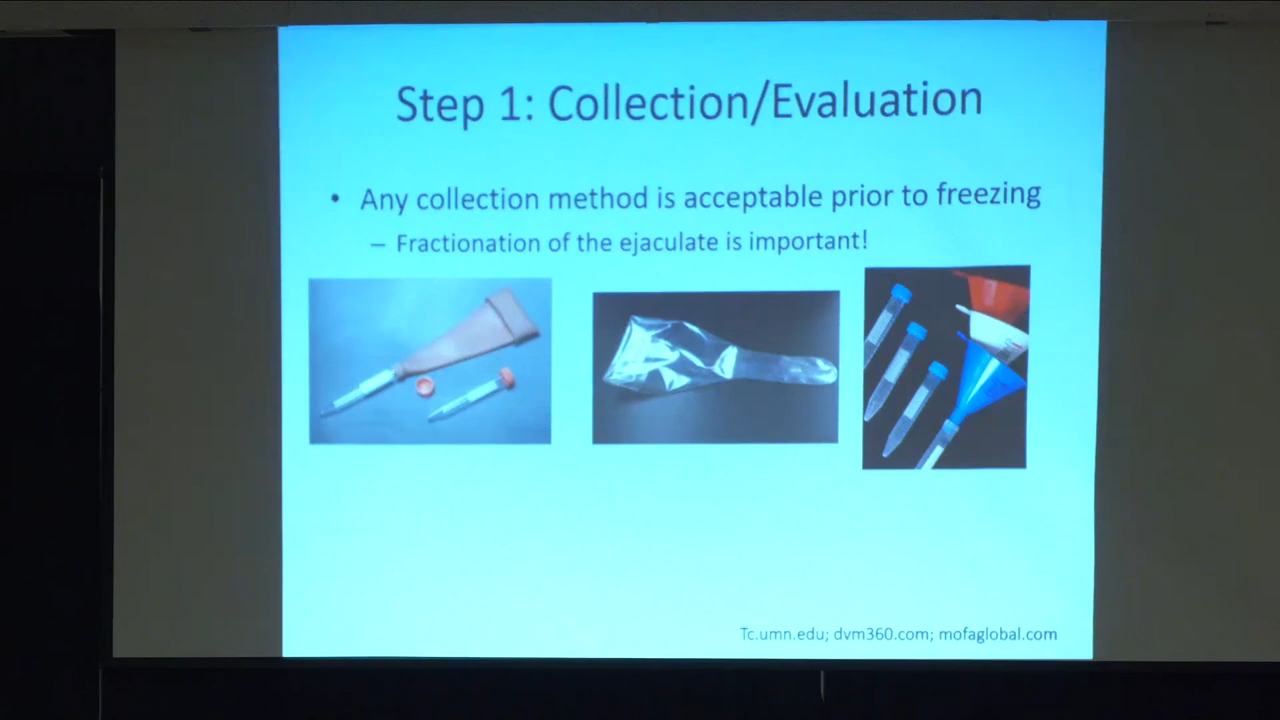 Step 1: Collection/Evaluation
• Any collection method is acceptable prior to freezing
– Fractionation of the ejaculate is important!
Tc.umn.edu; dvm360.com; mofaglobal.com